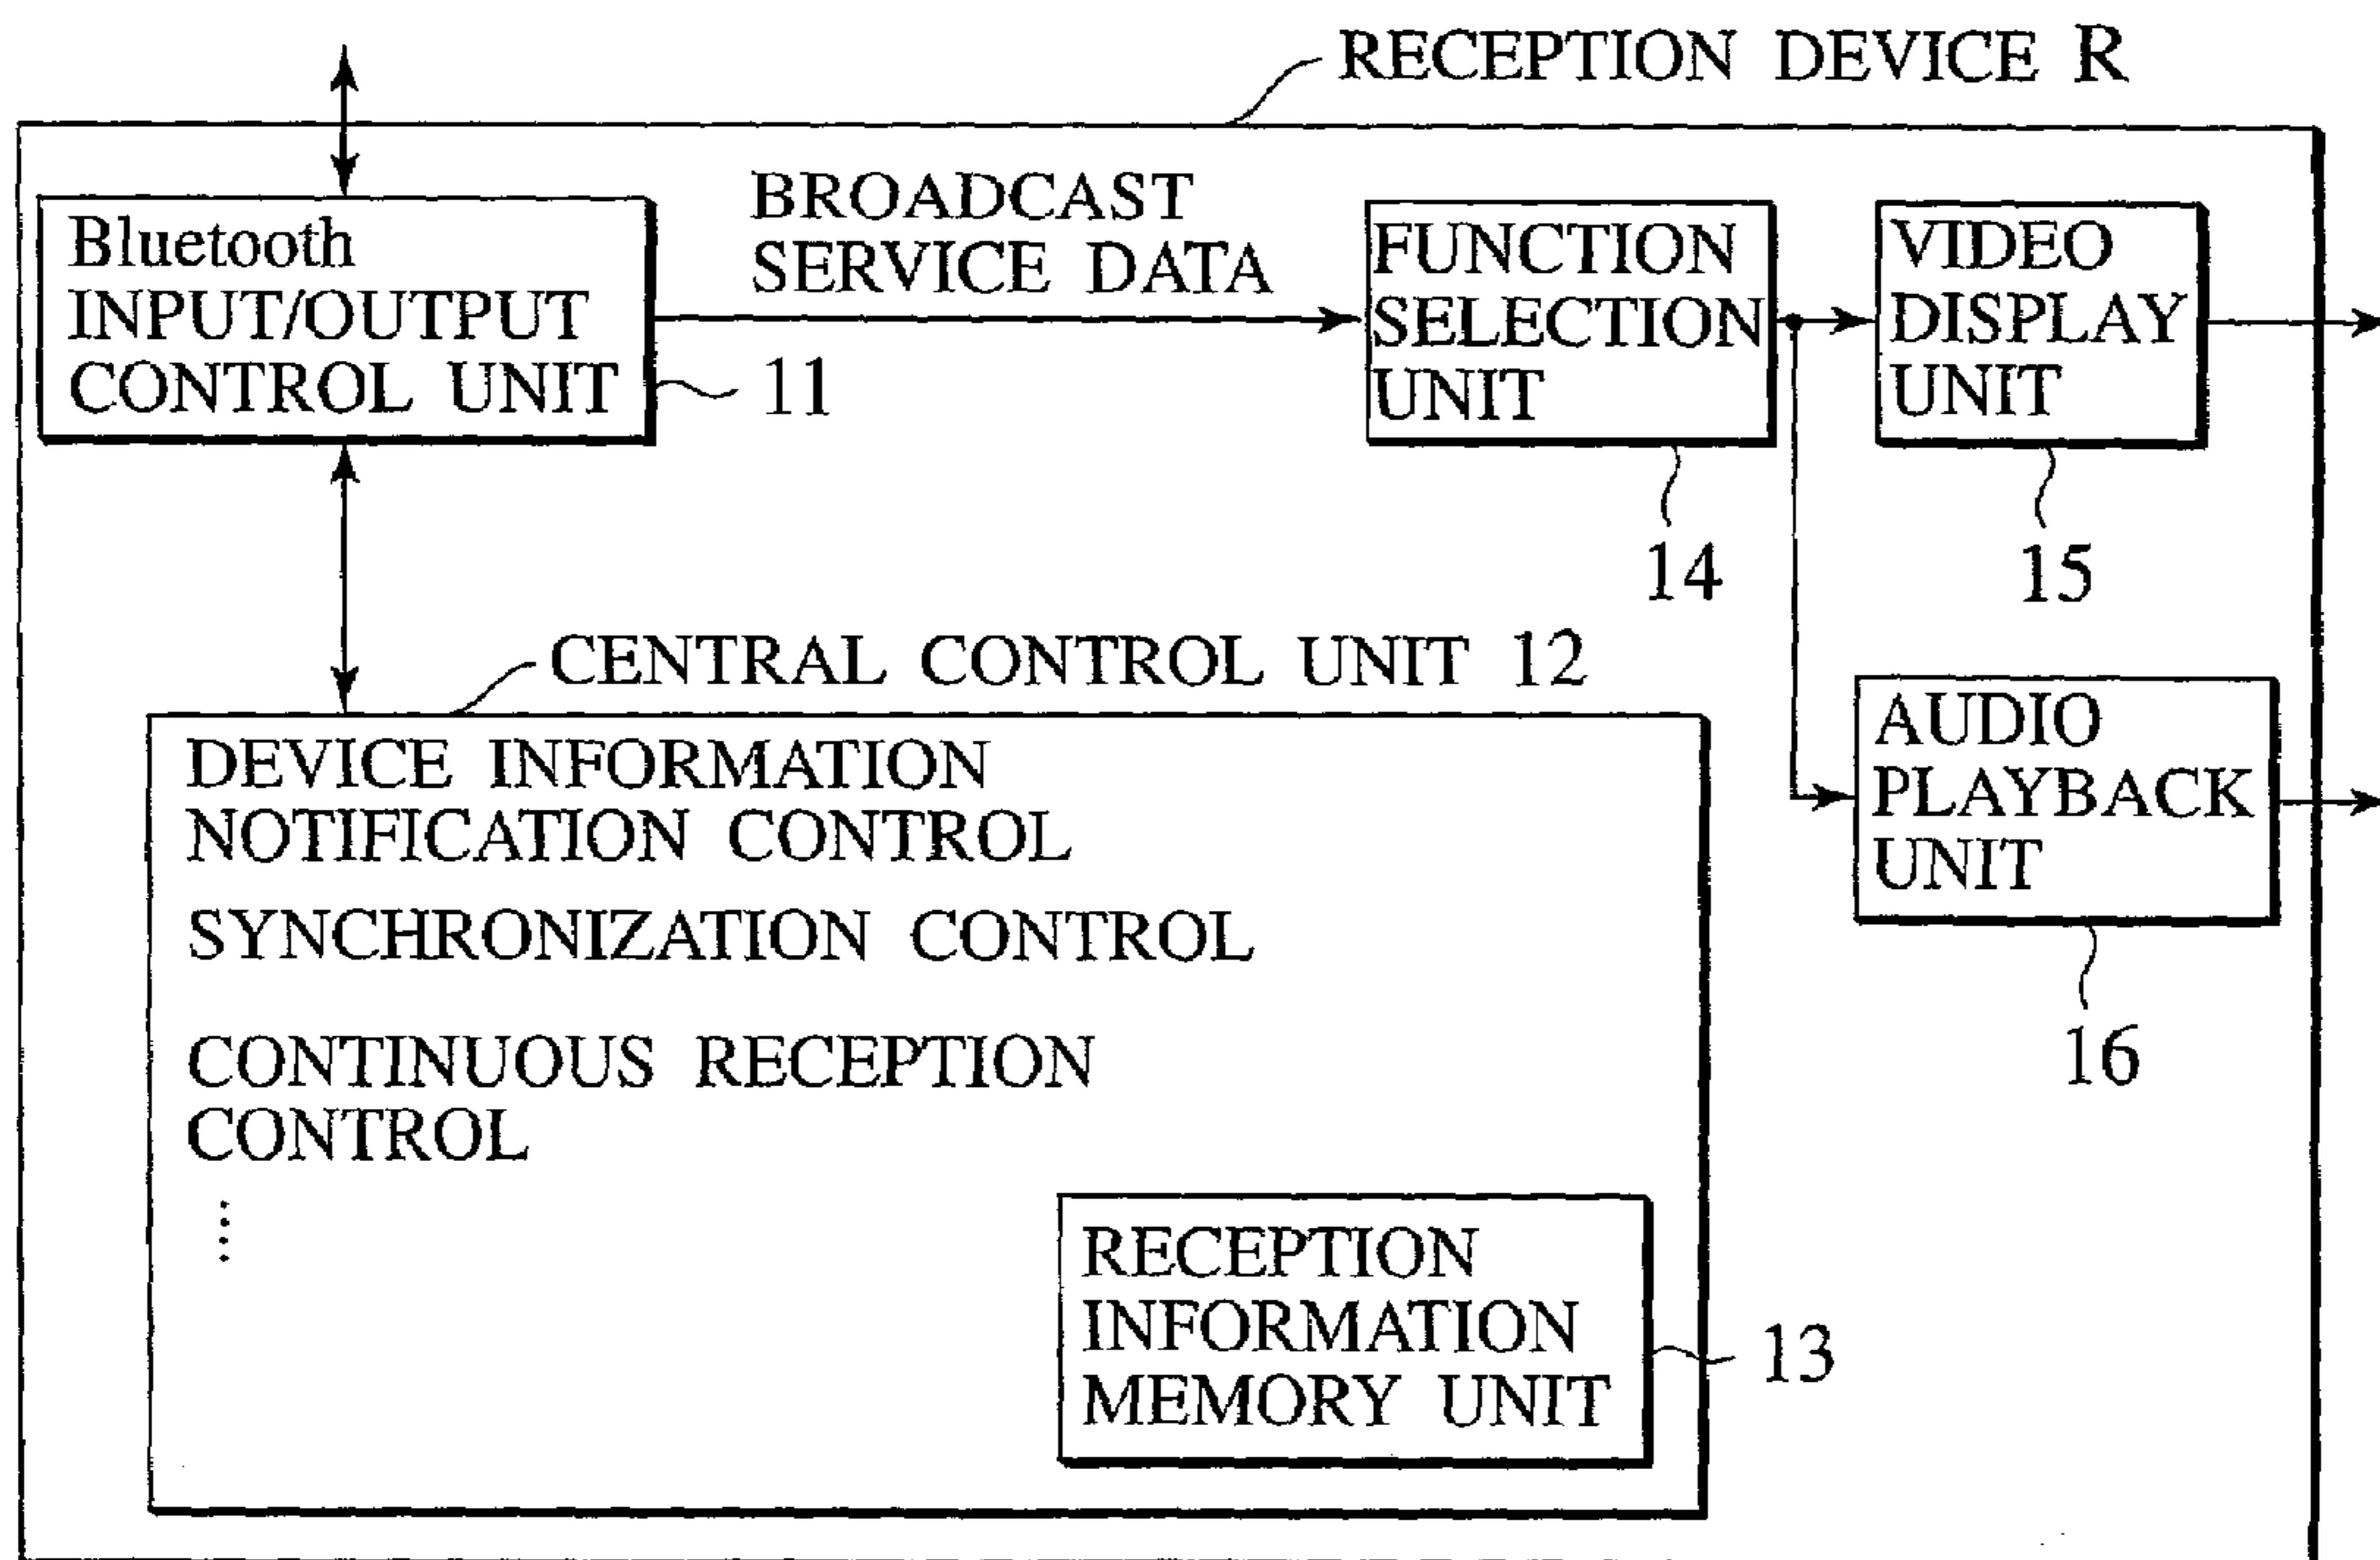 RECEPTION DEVICE R
Bluetooth
INPUT/OUTPUT
CONTROL UNIT
11
BROADCAST
SERVICE DATA
FUNCTION
SELECTION
UNIT
14
VIDEO
DISPLAY
UNIT
15
CENTRAL CONTROL UNIT 12
DEVICE INFORMATION
NOTIFICATION CONTROL
SYNCHRONIZATION CONTROL
CONTINUOUS RECEPTION
CONTROL
⋮
RECEPTION
INFORMATION
MEMORY UNIT
13
AUDIO
PLAYBACK
UNIT
16